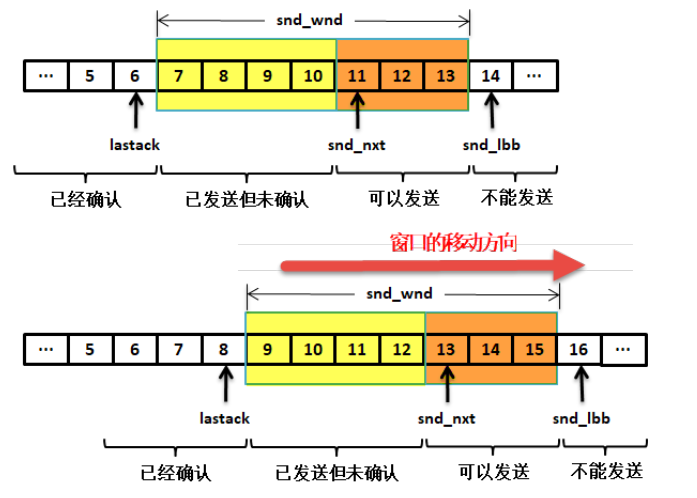 snd_wnd
... 5 6 7 8 9 10 11 12 13 14 ...
lastack snd_nxt snd_lbb
已经确认 已发送但未确认 可以发送 不能发送
窗口的移动方向
snd_wnd
... 5 6 7 8 9 10 11 12 13 14 15 16 ...
lastack snd_nxt snd_lbb
已经确认 已发送但未确认 可以发送 不能发送